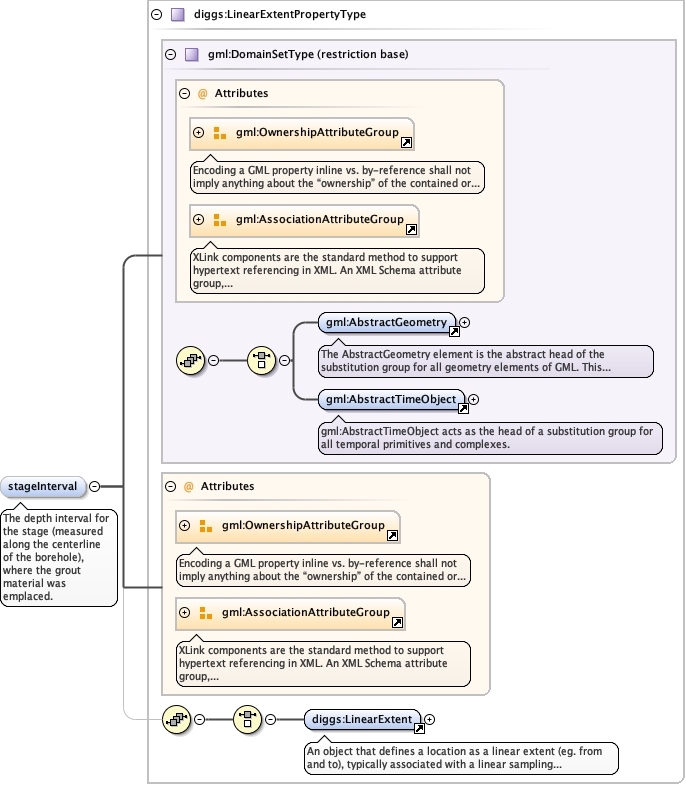 diggs:LinearExtentPropertyType
gml:DomainSetType (restriction base)
@ Attributes
gml:OwnershipAttributeGroup
Encoding a GML property inline vs. by-reference shall not
imply anything about the “ownership” of the contained or...
gml:AssociationAttributeGroup
XLink components are the standard method to support
hypertext referencing in XML. An XML Schema attribute
group,...
gml:AbstractGeometry
The AbstractGeometry element is the abstract head of the
substitution group for all geometry elements of GML. This...
gml:AbstractTimeObject
gml:AbstractTimeObject acts as the head of a substitution group for
all temporal primitives and complexes.
stageInterval
The depth interval for
the stage (measured
along the centerline
of the borehole),
where the grout
material was
emplaced.
@ Attributes
gml:OwnershipAttributeGroup
Encoding a GML property inline vs. by-reference shall not
imply anything about the “ownership” of the contained or...
gml:AssociationAttributeGroup
XLink components are the standard method to support
hypertext referencing in XML. An XML Schema attribute
group,...
diggs:LinearExtent
An object that defines a location as a linear extent (eg. from
and to), typically associated with a linear sampling...